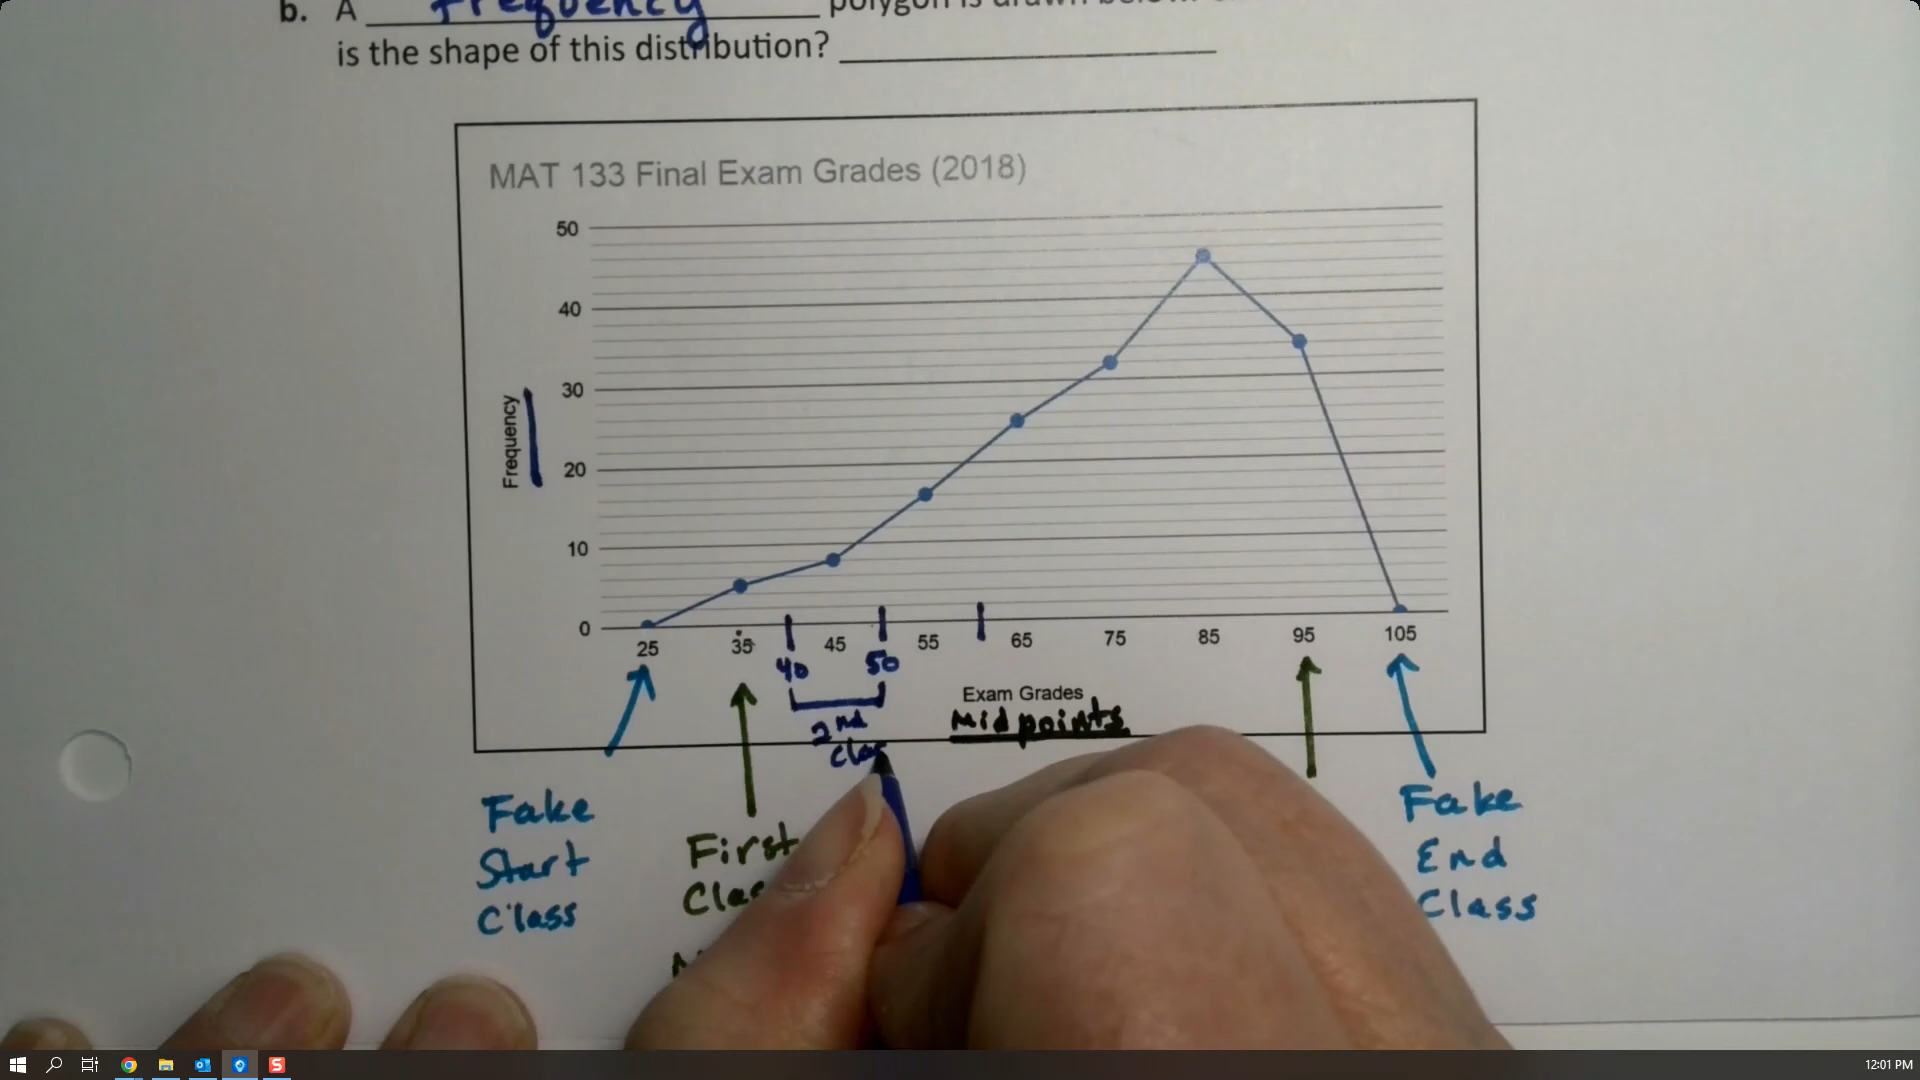 b. A frequency polygon is drawn below.
is the shape of this distribution?
MAT 133 Final Exam Grades (2018)
50
40
30
20
10
0
Frequency
25 35 45 55 65 75 85 95 105
40 50
Exam Grades
Midpoints
2nd
clas
Fake
Start
Class
First
Clas
Fake
End
Class
12:01 PM